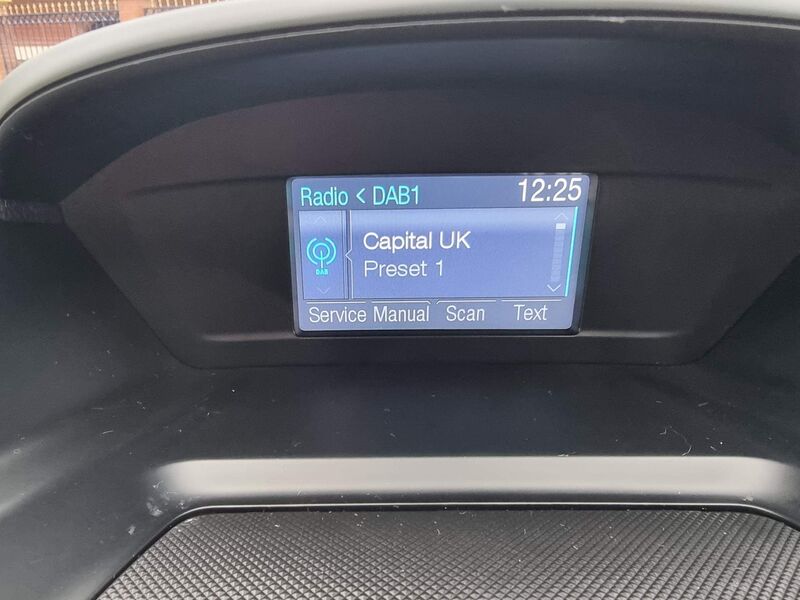 Radio < DAB1 12:25
Capital UK
DAB
Preset 1
Service Manual Scan Text